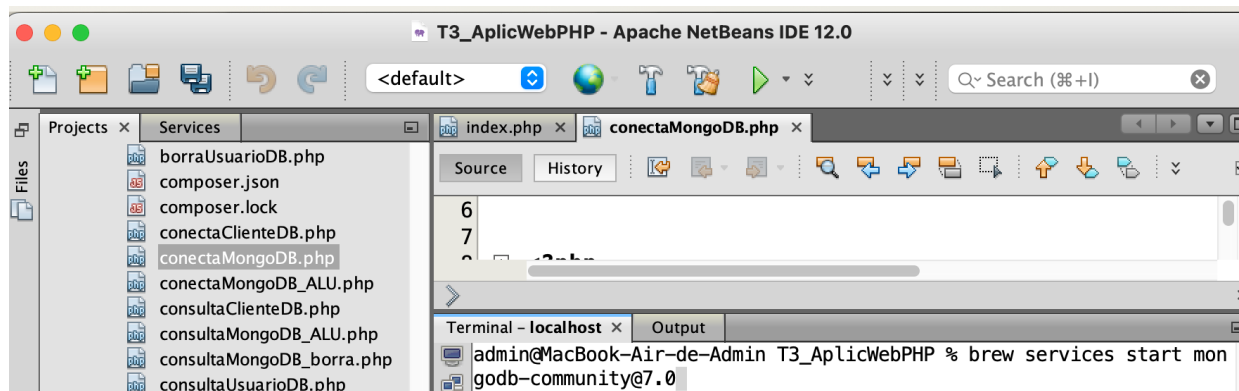 T3_AplicWebPHP - Apache NetBeans IDE 12.0
<default>
Search (⌘+I)
Projects
Services
index.php
conectaMongoDB.php
Files
borraUsuarioDB.php
composer.json
composer.lock
conectaClienteDB.php
conectaMongoDB.php
conectaMongoDB_ALU.php
consultaClienteDB.php
consultaMongoDB_ALU.php
consultaMongoDB_borra.php
consultaUsuarioDB.php
Source
History
6
7
Terminal – localhost
Output
admin@MacBook-Air-de-Admin T3_AplicWebPHP % brew services start mon
godb-community@7.0